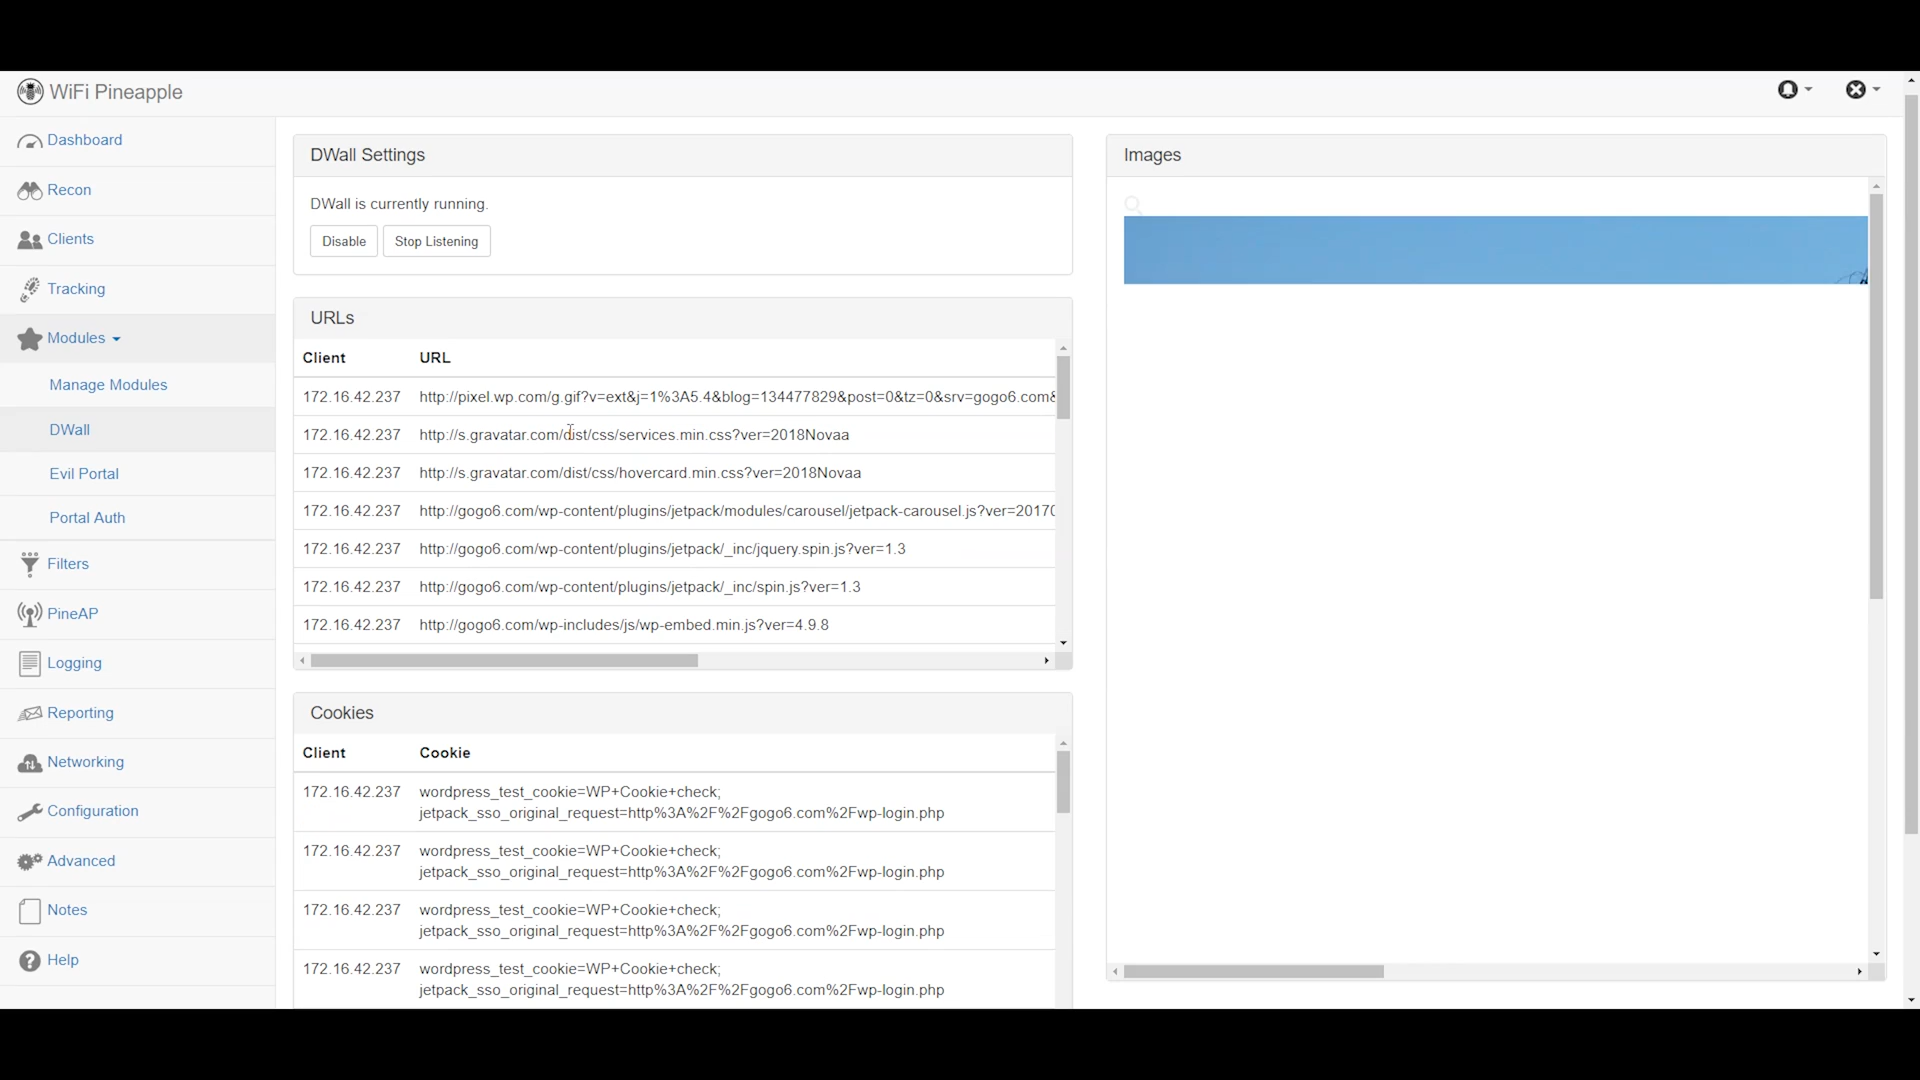 WiFi Pineapple
Dashboard
Recon
Clients
Tracking
Modules
Manage Modules
DWall
Evil Portal
Portal Auth
Filters
PineAP
Logging
Reporting
Networking
Configuration
Advanced
Notes
Help
DWall Settings
DWall is currently running.
Disable Stop Listening
URLs
Client URL
172.16.42.237 http://pixel.wp.com/g.gif?v=ext&j=1%3A5.4&blog=134477829&post=0&tz=0&srv=gogo6.com&
172.16.42.237 http://s.gravatar.com/dist/css/services.min.css?ver=2018Novaa
172.16.42.237 http://s.gravatar.com/dist/css/hovercard.min.css?ver=2018Novaa
172.16.42.237 http://gogo6.com/wp-content/plugins/jetpack/modules/carousel/jetpack-carousel.js?ver=20170
172.16.42.237 http://gogo6.com/wp-content/plugins/jetpack/_inc/jquery.spin.js?ver=1.3
172.16.42.237 http://gogo6.com/wp-content/plugins/jetpack/_inc/spin.js?ver=1.3
172.16.42.237 http://gogo6.com/wp-includes/js/wp-embed.min.js?ver=4.9.8
Cookies
Client Cookie
172.16.42.237 wordpress_test_cookie=WP+Cookie+check;
jetpack_sso_original_request=http%3A%2F%2Fgogo6.com%2Fwp-login.php
172.16.42.237 wordpress_test_cookie=WP+Cookie+check;
jetpack_sso_original_request=http%3A%2F%2Fgogo6.com%2Fwp-login.php
172.16.42.237 wordpress_test_cookie=WP+Cookie+check;
jetpack_sso_original_request=http%3A%2F%2Fgogo6.com%2Fwp-login.php
172.16.42.237 wordpress_test_cookie=WP+Cookie+check;
jetpack_sso_original_request=http%3A%2F%2Fgogo6.com%2Fwp-login.php
Images